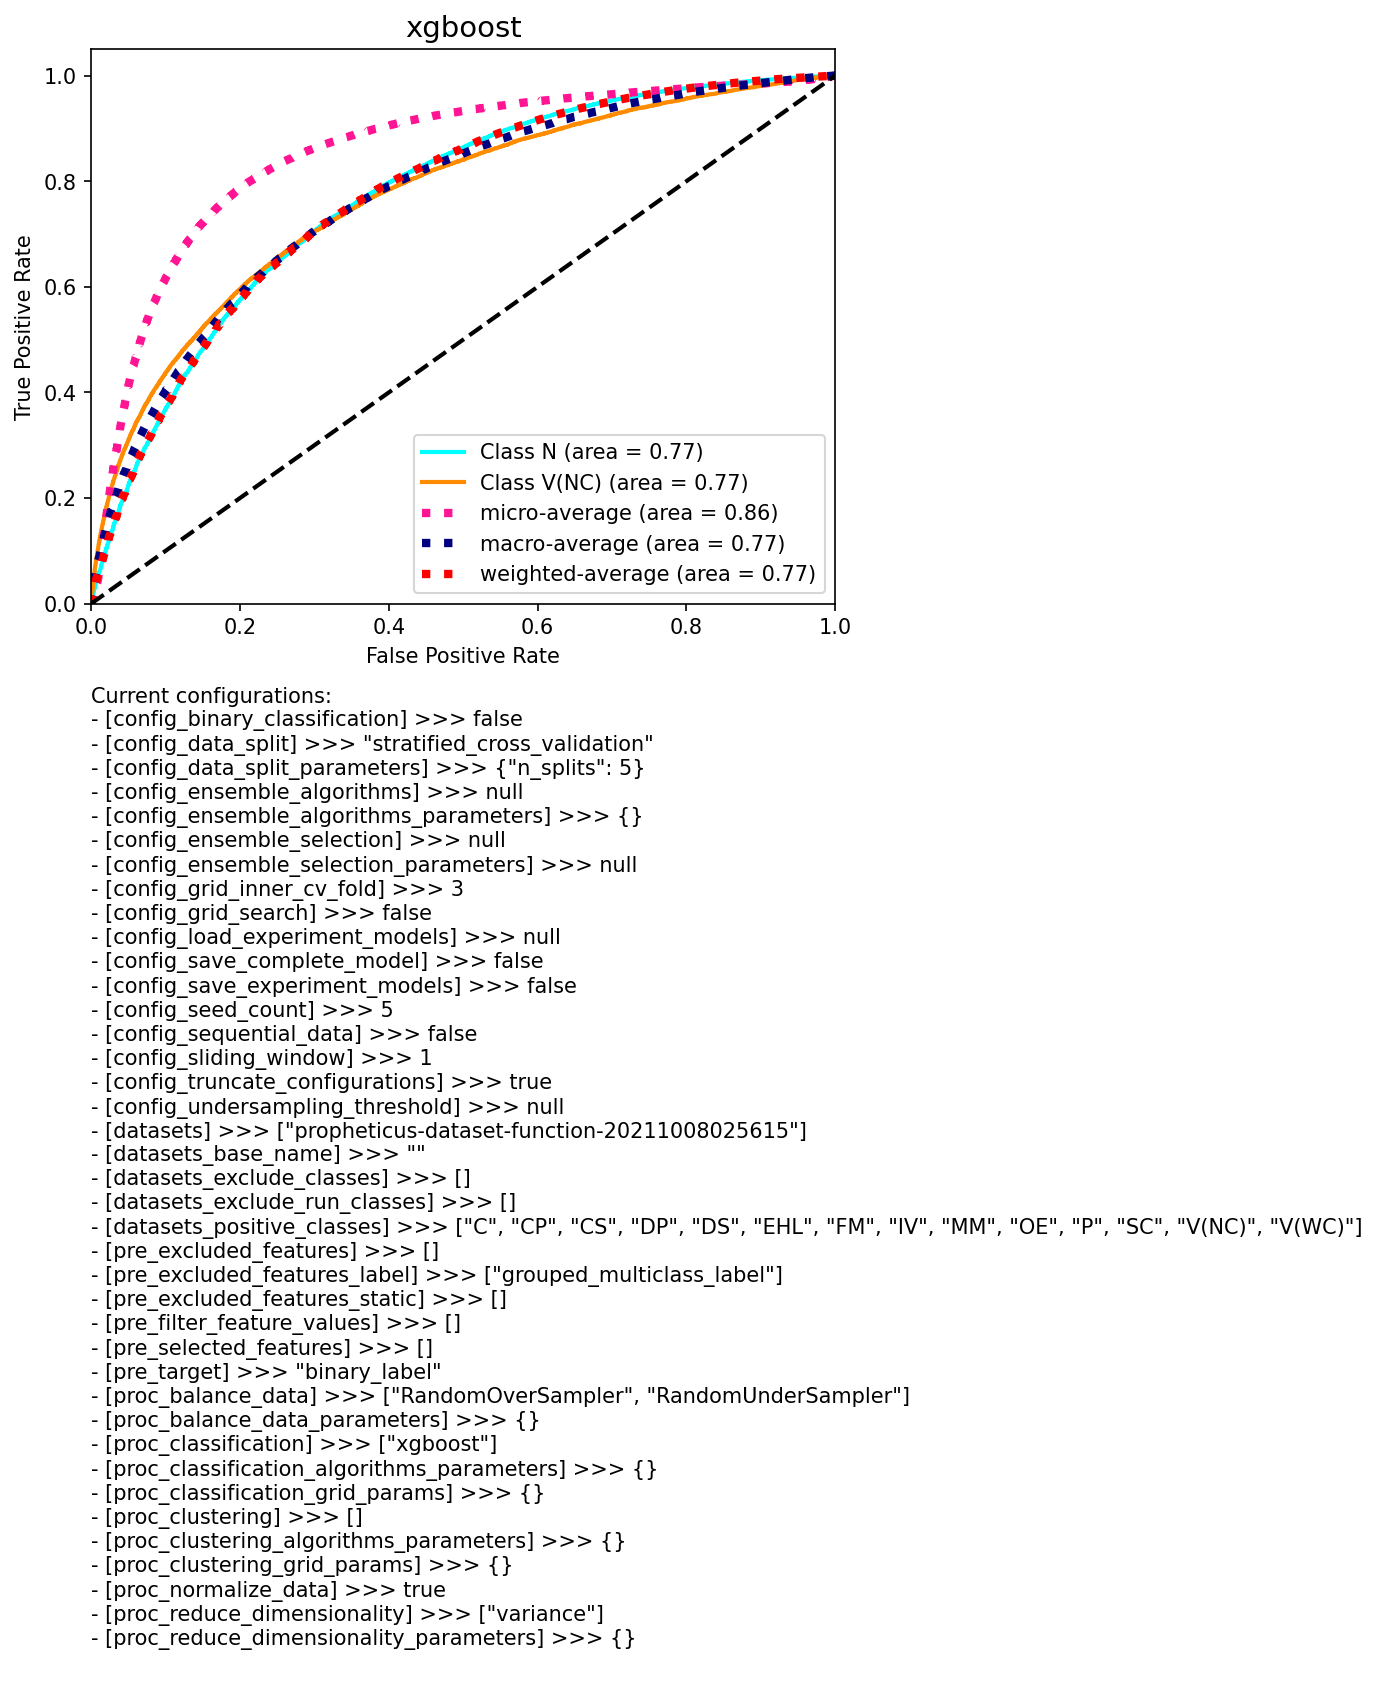 xgboost
1.0
0.8
0.6
0.4
0.2
0.0
True Positive Rate
Class N (area = 0.77)
Class V(NC) (area = 0.77)
micro-average (area = 0.86)
macro-average (area = 0.77)
weighted-average (area = 0.77)
0.0 0.2 0.4 0.6 0.8 1.0
False Positive Rate
Current configurations:
- [config_binary_classification] >>> false
- [config_data_split] >>> "stratified_cross_validation"
- [config_data_split_parameters] >>> {"n_splits": 5}
- [config_ensemble_algorithms] >>> null
- [config_ensemble_algorithms_parameters] >>> {}
- [config_ensemble_selection] >>> null
- [config_ensemble_selection_parameters] >>> null
- [config_grid_inner_cv_fold] >>> 3
- [config_grid_search] >>> false
- [config_load_experiment_models] >>> null
- [config_save_complete_model] >>> false
- [config_save_experiment_models] >>> false
- [config_seed_count] >>> 5
- [config_sequential_data] >>> false
- [config_sliding_window] >>> 1
- [config_truncate_configurations] >>> true
- [config_undersampling_threshold] >>> null
- [datasets] >>> ["propheticus-dataset-function-20211008025615"]
- [datasets_base_name] >>> ""
- [datasets_exclude_classes] >>> []
- [datasets_exclude_run_classes] >>> []
- [datasets_positive_classes] >>> ["C", "CP", "CS", "DP", "DS", "EHL", "FM", "IV", "MM", "OE", "P", "SC", "V(NC)", "V(WC)"]
- [pre_excluded_features] >>> []
- [pre_excluded_features_label] >>> ["grouped_multiclass_label"]
- [pre_excluded_features_static] >>> []
- [pre_filter_feature_values] >>> []
- [pre_selected_features] >>> []
- [pre_target] >>> "binary_label"
- [proc_balance_data] >>> ["RandomOverSampler", "RandomUnderSampler"]
- [proc_balance_data_parameters] >>> {}
- [proc_classification] >>> ["xgboost"]
- [proc_classification_algorithms_parameters] >>> {}
- [proc_classification_grid_params] >>> {}
- [proc_clustering] >>> []
- [proc_clustering_algorithms_parameters] >>> {}
- [proc_clustering_grid_params] >>> {}
- [proc_normalize_data] >>> true
- [proc_reduce_dimensionality] >>> ["variance"]
- [proc_reduce_dimensionality_parameters] >>> {}